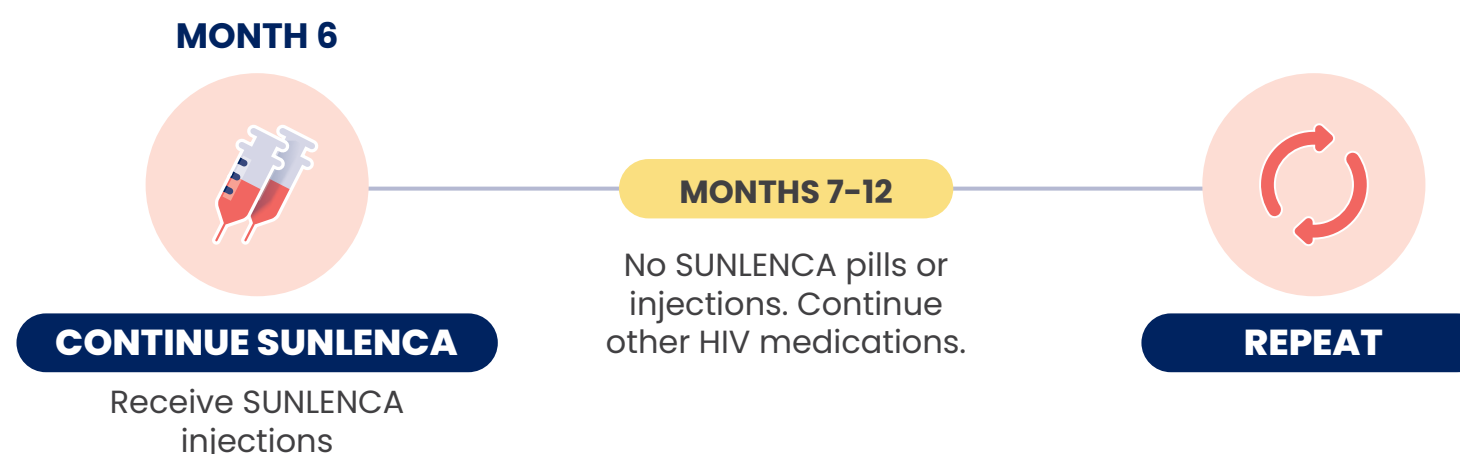 MONTH 6
CONTINUE SUNLENCA
Receive SUNLENCA
injections
MONTHS 7-12
No SUNLENCA pills or
injections. Continue
other HIV medications.
REPEAT